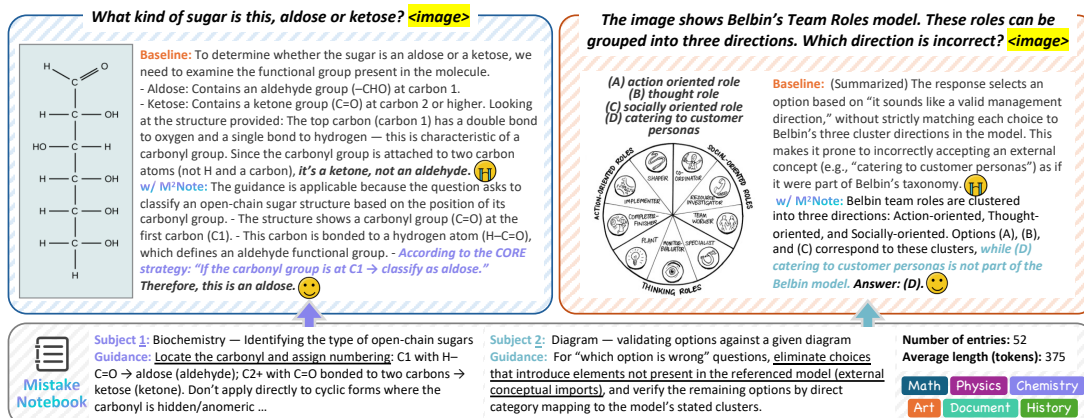 What kind of sugar is this, aldose or ketose? <image>
H
O
C
H
OH
HO
H
H
OH
H
OH
H
OH
H
Baseline: To determine whether the sugar is an aldose or a ketose, we
need to examine the functional group present in the molecule.
- Aldose: Contains an aldehyde group (–CHO) at carbon 1.
- Ketose: Contains a ketone group (C=O) at carbon 2 or higher. Looking
at the structure provided: The top carbon (carbon 1) has a double bond
to oxygen and a single bond to hydrogen — this is characteristic of a
carbonyl group. Since the carbonyl group is attached to two carbon
atoms (not H and a carbon), it's a ketone, not an aldehyde.
w/ M²Note: The guidance is applicable because the question asks to
classify an open-chain sugar structure based on the position of its
carbonyl group. - The structure shows a carbonyl group (C=O) at the
first carbon (C1). - This carbon is bonded to a hydrogen atom (H–C=O),
which defines an aldehyde functional group. - According to the CORE
strategy: "If the carbonyl group is at C1 → classify as aldose."
Therefore, this is an aldose.
The image shows Belbin's Team Roles model. These roles can be
grouped into three directions. Which direction is incorrect? <image>
(A) action oriented role
(B) thought role
(C) socially oriented role
(D) catering to customer
personas
ACTION-ORIENTED ROLES
SOCIAL-ORIENTED ROLES
THINKING ROLES
SHAPER
CO-
ORDINATOR
IMPLEMENTER
RESOURCE
INVESTIGATOR
COMPLETER-
FINISHER
TEAM
WORKER
PLANT
MONITOR-
EVALUATOR
SPECIALIST
Baseline: (Summarized) The response selects an
option based on "it sounds like a valid management
direction," without strictly matching each choice to
Belbin's three cluster directions in the model. This
makes it prone to incorrectly accepting an external
concept (e.g., "catering to customer personas") as if
it were part of Belbin's taxonomy.
w/ M²Note: Belbin team roles are clustered
into three directions: Action-oriented, Thought-
oriented, and Socially-oriented. Options (A), (B),
and (C) correspond to these clusters, while (D)
catering to customer personas is not part of the
Belbin model. Answer: (D).
Mistake
Notebook
Subject 1: Biochemistry — Identifying the type of open-chain sugars
Guidance: Locate the carbonyl and assign numbering: C1 with H–
C=O → aldose (aldehyde); C2+ with C=O bonded to two carbons →
ketose (ketone). Don't apply directly to cyclic forms where the
carbonyl is hidden/anomeric ...
Subject 2: Diagram — validating options against a given diagram
Guidance: For "which option is wrong" questions, eliminate choices
that introduce elements not present in the referenced model (external
conceptual imports), and verify the remaining options by direct
category mapping to the model's stated clusters.
Number of entries: 52
Average length (tokens): 375
Math Physics Chemistry
Art Document History